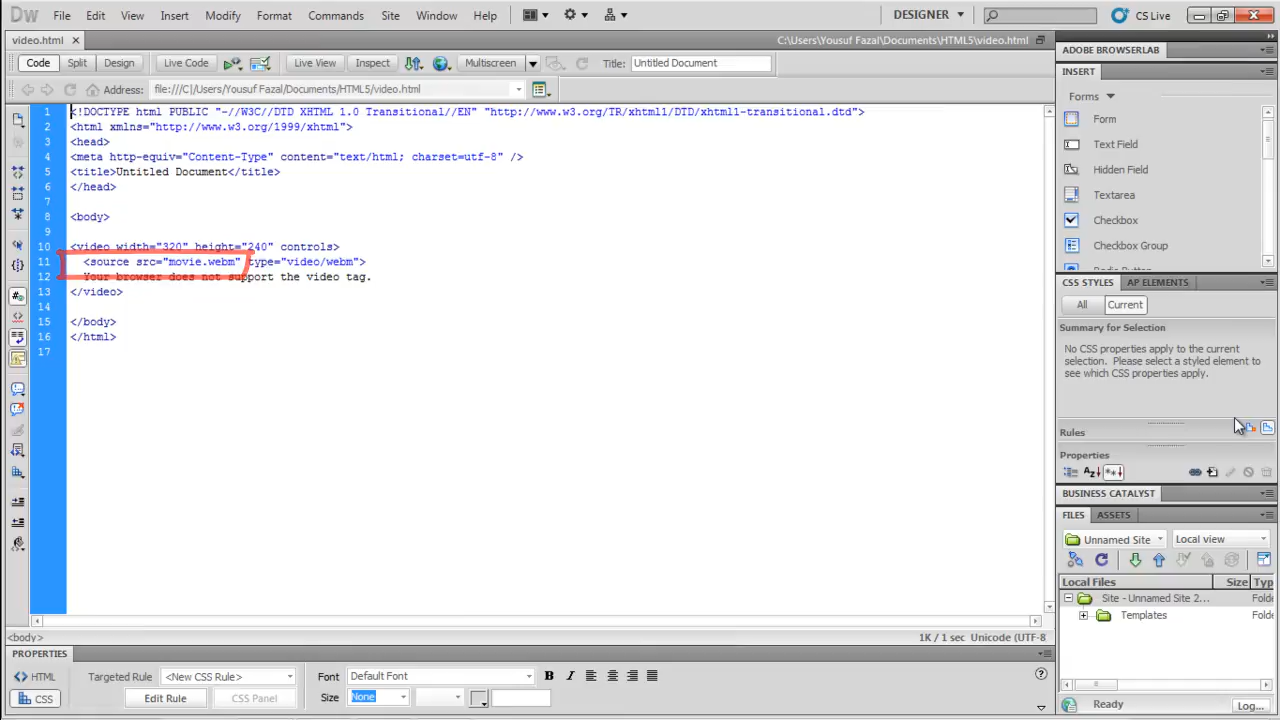 Dw File Edit View Insert Modify Format Commands Site Window Help DESIGNER CS Live
video.html C:\Users\Yousuf Fazal\Documents\HTML5\video.html
Code Split Design Live Code Live View Inspect Multiscreen Title: Untitled Document
Address: file:///C|/Users/Yousuf Fazal/Documents/HTML5/video.html
1 <!DOCTYPE html PUBLIC "-//W3C//DTD XHTML 1.0 Transitional//EN" "http://www.w3.org/TR/xhtml1/DTD/xhtml1-transitional.dtd">
2 <html xmlns="http://www.w3.org/1999/xhtml">
3 <head>
4 <meta http-equiv="Content-Type" content="text/html; charset=utf-8" />
5 <title>Untitled Document</title>
6 </head>
7
8 <body>
9
10 <video width="320" height="240" controls>
11 <source src="movie.webm" type="video/webm">
12 Your browser does not support the video tag.
13 </video>
14
15 </body>
16 </html>
17
<body> 1K / 1 sec Unicode (UTF-8
PROPERTIES
HTML Targeted Rule <New CSS Rule> Font Default Font B I
CSS Edit Rule CSS Panel Size None
ADOBE BROWSERLAB
INSERT
Forms
Form
Text Field
Hidden Field
Textarea
Checkbox
Checkbox Group
CSS STYLES AP ELEMENTS
All Current
Summary for Selection
No CSS properties apply to the current
selection. Please select a styled element to
see which CSS properties apply.
Rules
Properties
BUSINESS CATALYST
FILES ASSETS
Unnamed Site Local view
Local Files Size Typ
Site - Unnamed Site 2... Folde
Templates Folde
Ready Log...